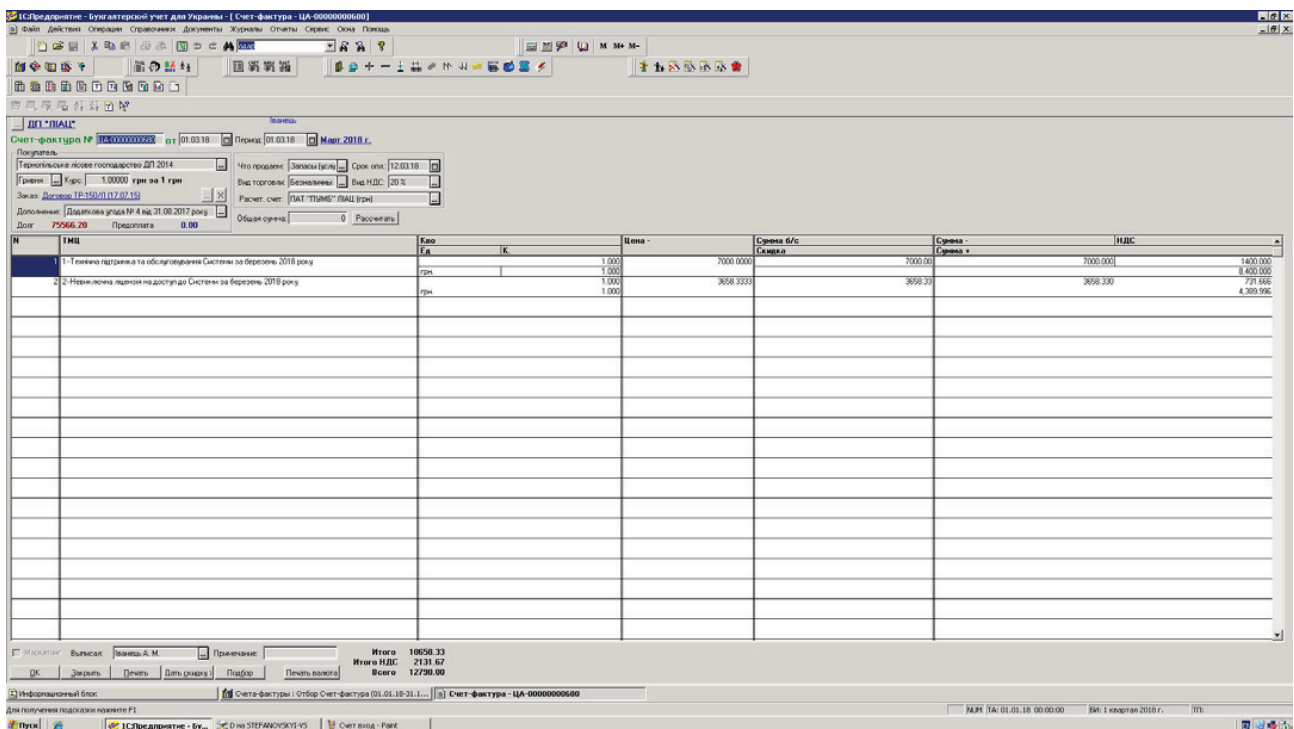 1С:Предприятие - Бухгалтерский учет для Украины - [ Счет-фактура - ЦА-00000000680]
Файл Действия Операции Справочники Документы Журналы Отчеты Сервис Окна Помощь
M M+ M-
ДП "ЛІАЦ" Іванець
Счет-фактура № ЦА-00000000680 от 01.03.18 Период: 01.03.18 Март 2018 г.
Покупатель
Тернопільське лісове господарство ДП 2014 Что продаем: Запасы (услу Срок опл.: 12.03.18
Гривня Курс: 1.00000 грн за 1 грн Вид торговли: Безналичны Вид НДС: 20 %
Заказ: Договор ТР-150/Л (17.07.15) Расчет. счет: ПАТ "ПУМБ" ЛІАЦ (грн)
Дополнение: Додаткова угода № 4 від 31.08.2017 року Общая сумма: 0 Рассчитать
Долг 75566.20 Предоплата 0.00
N ТМЦ Кво Цена - Сумма б/с Сумма - НДС
Ед К. Скидка Сумма +
1 1-Технічна підтримка та обслуговування Системи за березень 2018 року 1.000 7000.0000 7000.00 7000.000 1400.000
грн. 1.000 8,400.000
2 2-Невиключна ліцензія на доступ до Системи за березень 2018 року 1.000 3658.3333 3658.33 3658.330 731.666
грн. 1.000 4,389.996
Маркетинг Выписал: Іванець А. М. Примечание: Итого 10658.33
Итого НДС 2131.67
OK Закрыть Печать Дать скидку Подбор Печать валюта Всего 12790.00
Информационный блок Счета-фактуры : Отбор Счет-фактура (01.01.18-31.1... Счет-фактура - ЦА-00000000680
Для получения подсказки нажмите F1 NUM ТА: 01.01.18 00:00:00 БИ: 1 квартал 2018 г. ТП:
Пуск 1С:Предприятие - Бу... D на STEFANOVSKYI-VS Счет вход - Paint